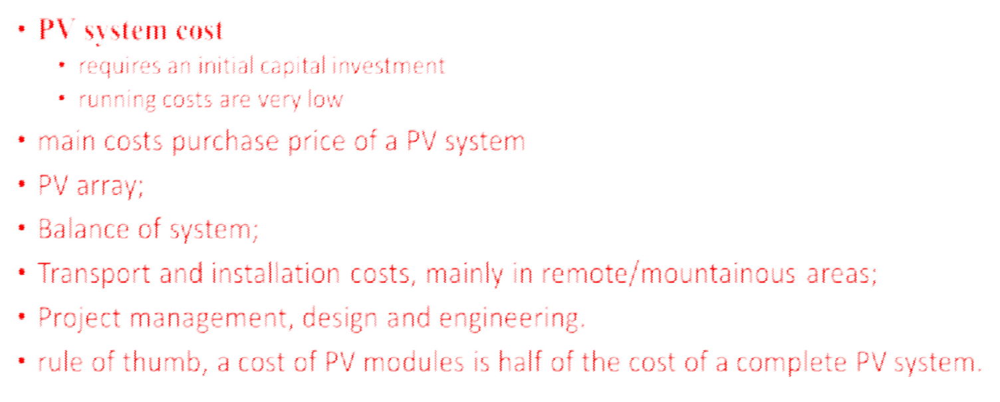 • PV system cost
• requires an initial capital investment
• running costs are very low
• main costs purchase price of a PV system
• PV array;
• Balance of system;
• Transport and installation costs, mainly in remote/mountainous areas;
• Project management, design and engineering.
• rule of thumb, a cost of PV modules is half of the cost of a complete PV system.